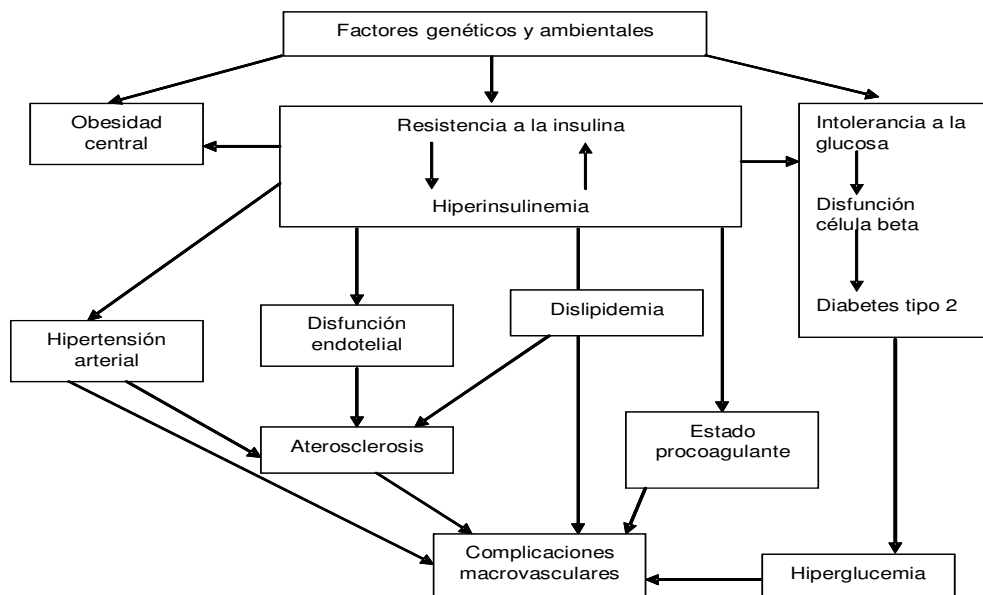 Factores genéticos y ambientales
Obesidad
central
Resistencia a la insulina
Hiperinsulinemia
Intolerancia a la
glucosa
Disfunción
célula beta
Diabetes tipo 2
Hipertensión
arterial
Disfunción
endotelial
Dislipidemia
Aterosclerosis
Estado
procoagulante
Complicaciones
macrovasculares
Hiperglucemia